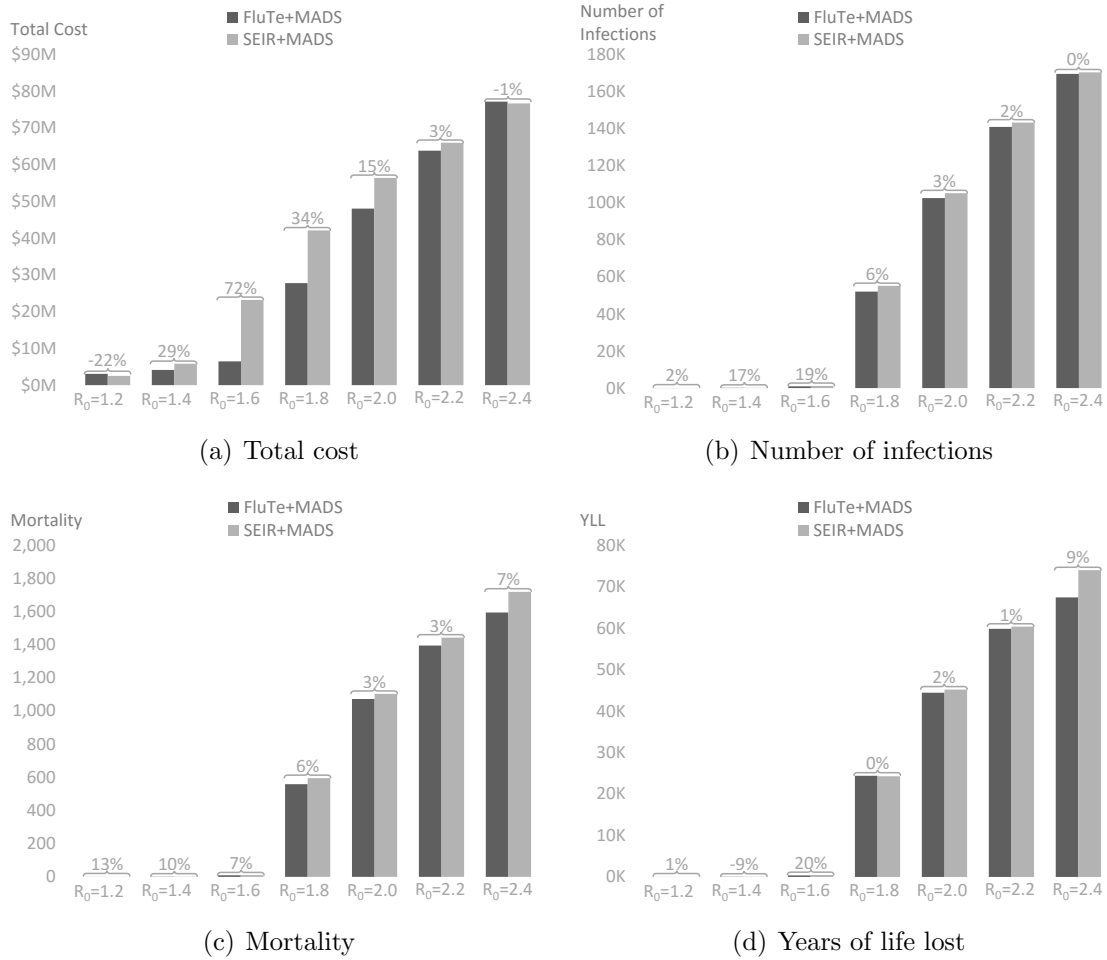 Total Cost
FluTe+MADS
SEIR+MADS
$90M
$80M
$70M
$60M
$50M
$40M
$30M
$20M
$10M
$0M
-22%
29%
72%
34%
15%
3%
-1%
R₀=1.2 R₀=1.4 R₀=1.6 R₀=1.8 R₀=2.0 R₀=2.2 R₀=2.4
(a) Total cost
Number of
Infections
FluTe+MADS
SEIR+MADS
180K
160K
140K
120K
100K
80K
60K
40K
20K
0K
2%
17%
19%
6%
3%
2%
0%
R₀=1.2 R₀=1.4 R₀=1.6 R₀=1.8 R₀=2.0 R₀=2.2 R₀=2.4
(b) Number of infections
Mortality
FluTe+MADS
SEIR+MADS
2,000
1,800
1,600
1,400
1,200
1,000
800
600
400
200
0
13%
10%
7%
6%
3%
3%
7%
R₀=1.2 R₀=1.4 R₀=1.6 R₀=1.8 R₀=2.0 R₀=2.2 R₀=2.4
(c) Mortality
YLL
FluTe+MADS
SEIR+MADS
80K
70K
60K
50K
40K
30K
20K
10K
0K
1%
-9%
20%
0%
2%
1%
9%
R₀=1.2 R₀=1.4 R₀=1.6 R₀=1.8 R₀=2.0 R₀=2.2 R₀=2.4
(d) Years of life lost